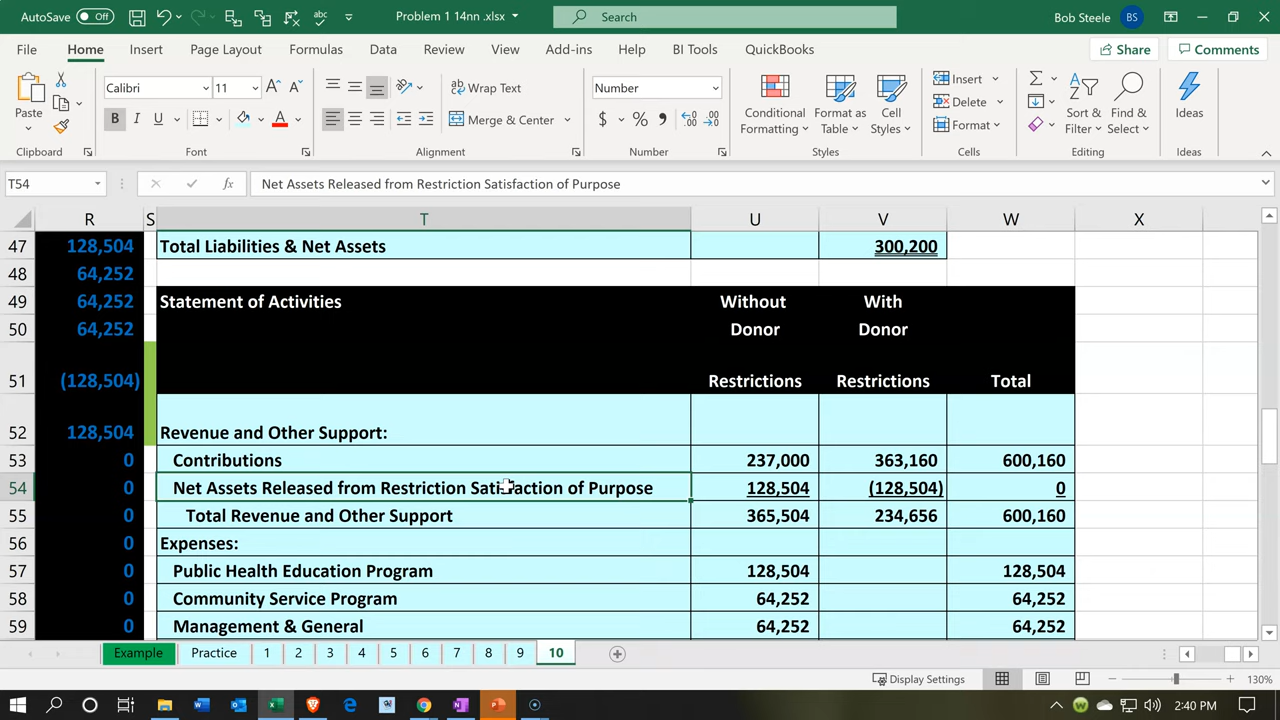 AutoSave Off Problem 1 14nn .xlsx Search Bob Steele BS
File Home Insert Page Layout Formulas Data Review View Add-ins Help BI Tools QuickBooks Share Comments
Calibri 11 Wrap Text Number Insert
Paste B I U Merge & Center $ % Conditional Formatting Format as Table Cell Styles Delete Format Sort & Filter Find & Select Ideas
Clipboard Font Alignment Number Styles Cells Editing Ideas
T54 fx Net Assets Released from Restriction Satisfaction of Purpose
R S T U V W X
47 128,504 Total Liabilities & Net Assets 300,200
48 64,252
49 64,252 Statement of Activities Without With
50 64,252 Donor Donor
51 (128,504) Restrictions Restrictions Total
52 128,504 Revenue and Other Support:
53 0 Contributions 237,000 363,160 600,160
54 0 Net Assets Released from Restriction Satisfaction of Purpose 128,504 (128,504) 0
55 0 Total Revenue and Other Support 365,504 234,656 600,160
56 0 Expenses:
57 0 Public Health Education Program 128,504 128,504
58 0 Community Service Program 64,252 64,252
59 0 Management & General 64,252 64,252
Example Practice 1 2 3 4 5 6 7 8 9 10
Display Settings 130%
2:40 PM